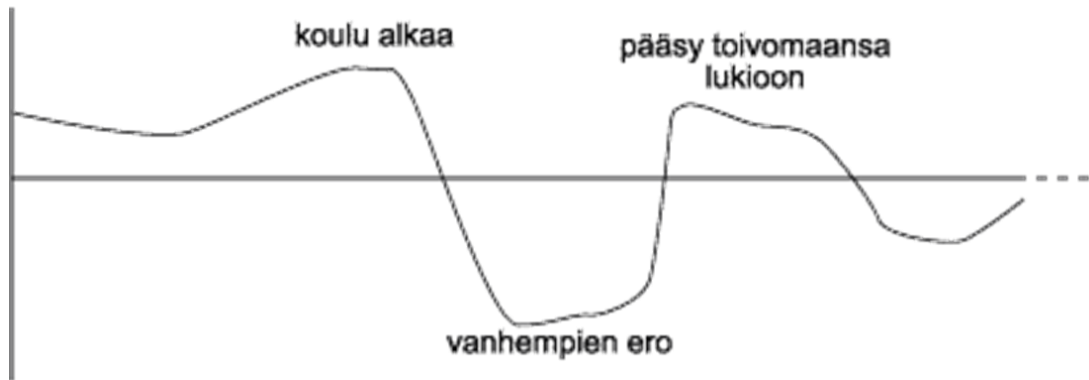 koulu alkaa
pääsy toivomaansa
lukioon
vanhempien ero